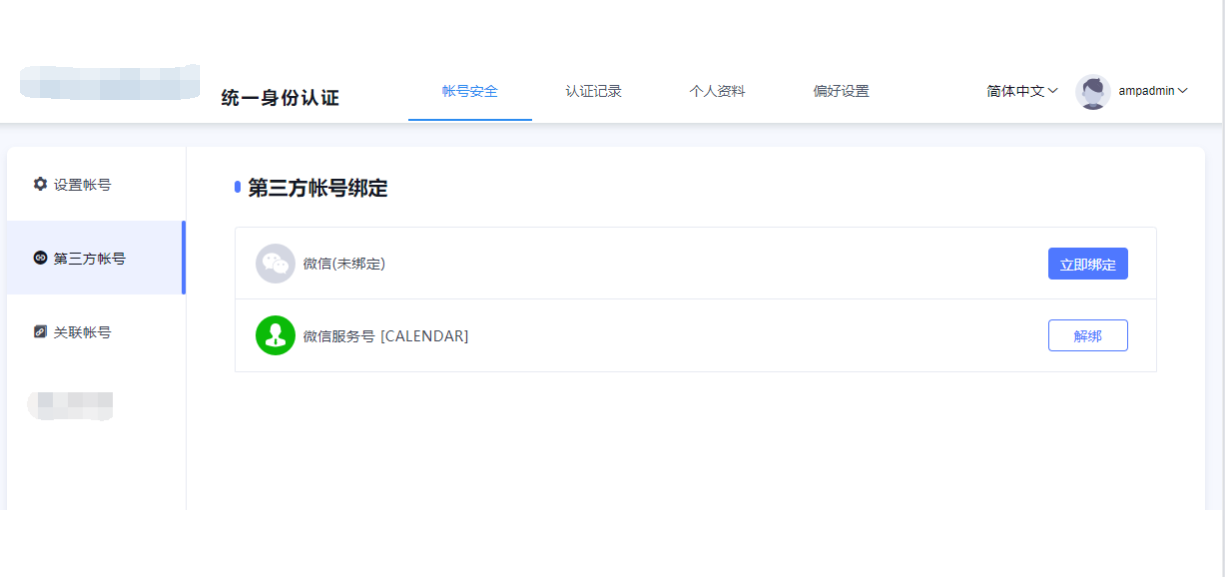 统一身份认证
帐号安全
认证记录
个人资料
偏好设置
简体中文
ampadmin
设置帐号
第三方帐号
关联帐号
第三方帐号绑定
微信(未绑定)
立即绑定
微信服务号 [CALENDAR]
解绑